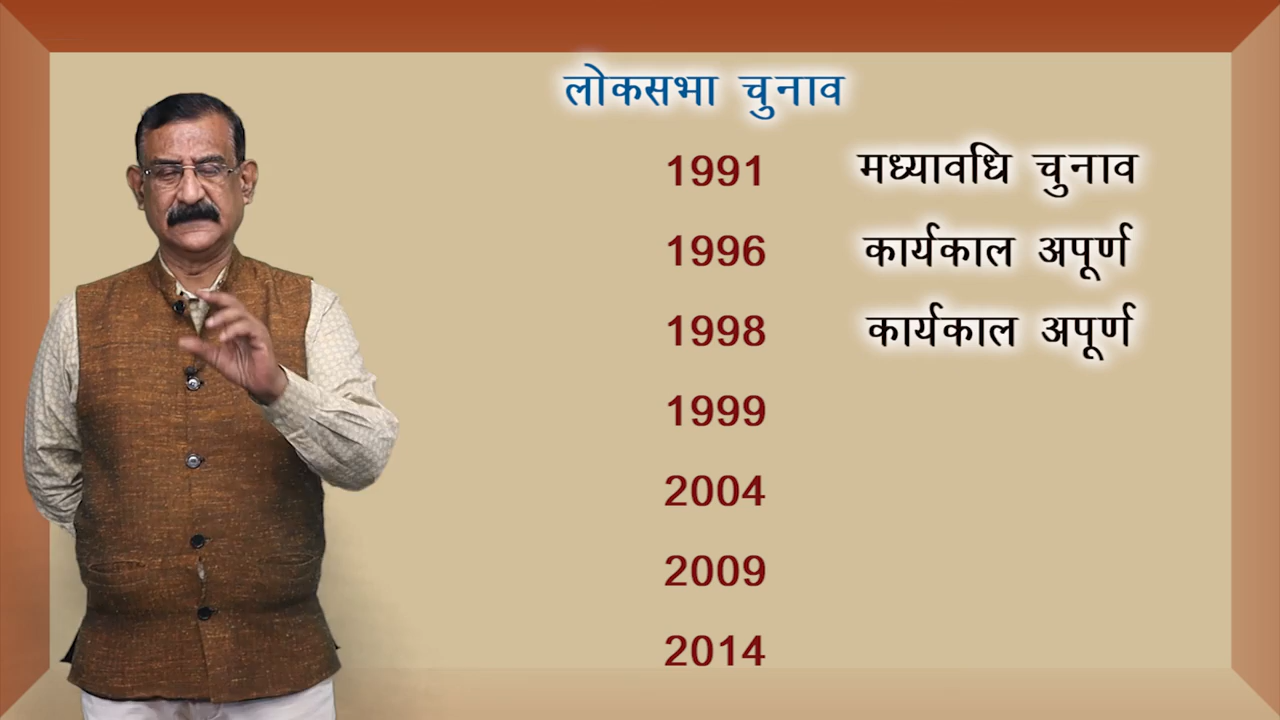 लोकसभा चुनाव
1991 मध्यावधि चुनाव
1996 कार्यकाल अपूर्ण
1998 कार्यकाल अपूर्ण
1999
2004
2009
2014